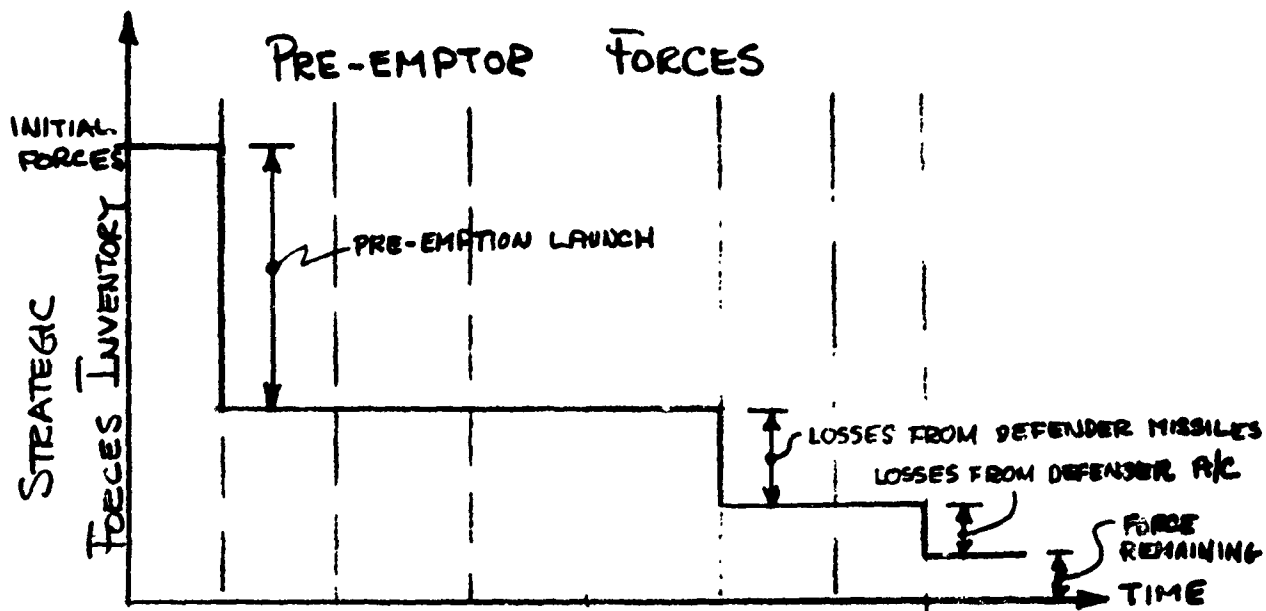 PRE-EMPTOR FORCES
INITIAL
FORCES
STRATEGIC
FORCES INVENTORY
PRE-EMPTION LAUNCH
LOSSES FROM DEFENDER MISSILES
LOSSES FROM DEFENDER A/C
FORCE
REMAINING
TIME